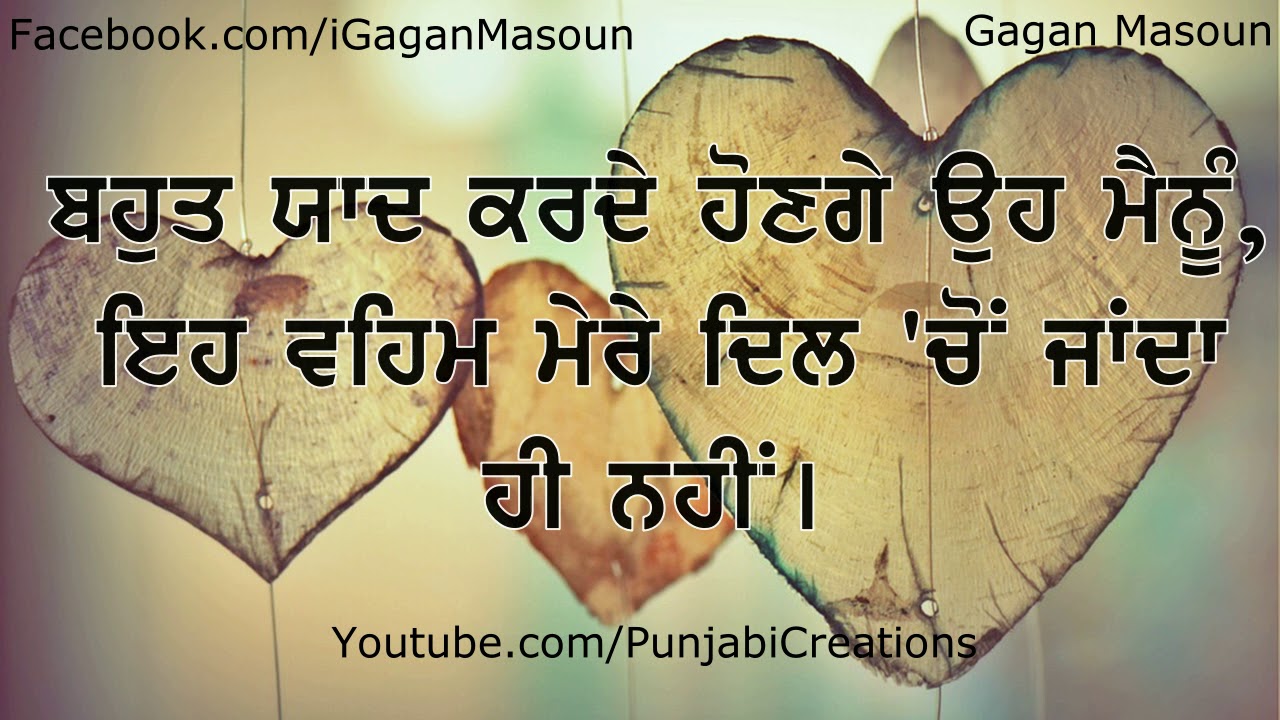 Facebook.com/iGaganMasoun
Gagan Masoun
ਬਹੁਤ ਯਾਦ ਕਰਦੇ ਹੋਣਗੇ ਉਹ ਮੈਨੂੰ,
ਇਹ ਵਹਿਮ ਮੇਰੇ ਦਿਲ 'ਚੋਂ ਜਾਂਦਾ
ਹੀ ਨਹੀਂ।
Youtube.com/PunjabiCreations